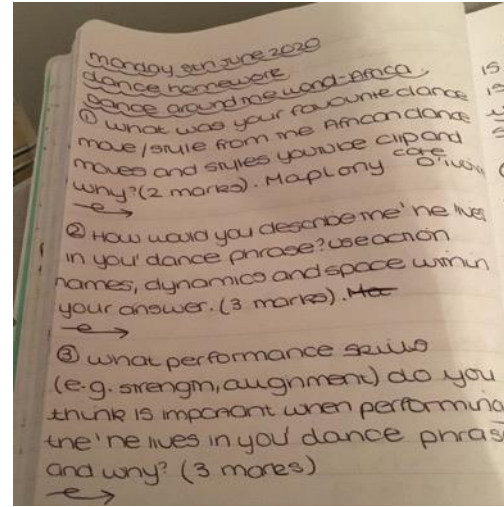 monday 8th June 2020
dance homework
Dance around the world - Africa.
① what was your favourite dance
move/style from the African dance
moves and styles youtube clip and
why? (2 marks). Maplony cote
D'ivoire
② How would you describe the 'he lives
in you' dance phrase? use action
names, dynamics and space within
your answer. (3 marks).
③ what performance skills
(e.g. strength, alignment) do you
think is important when performing
the 'he lives in you' dance phras
and why? (3 marks)